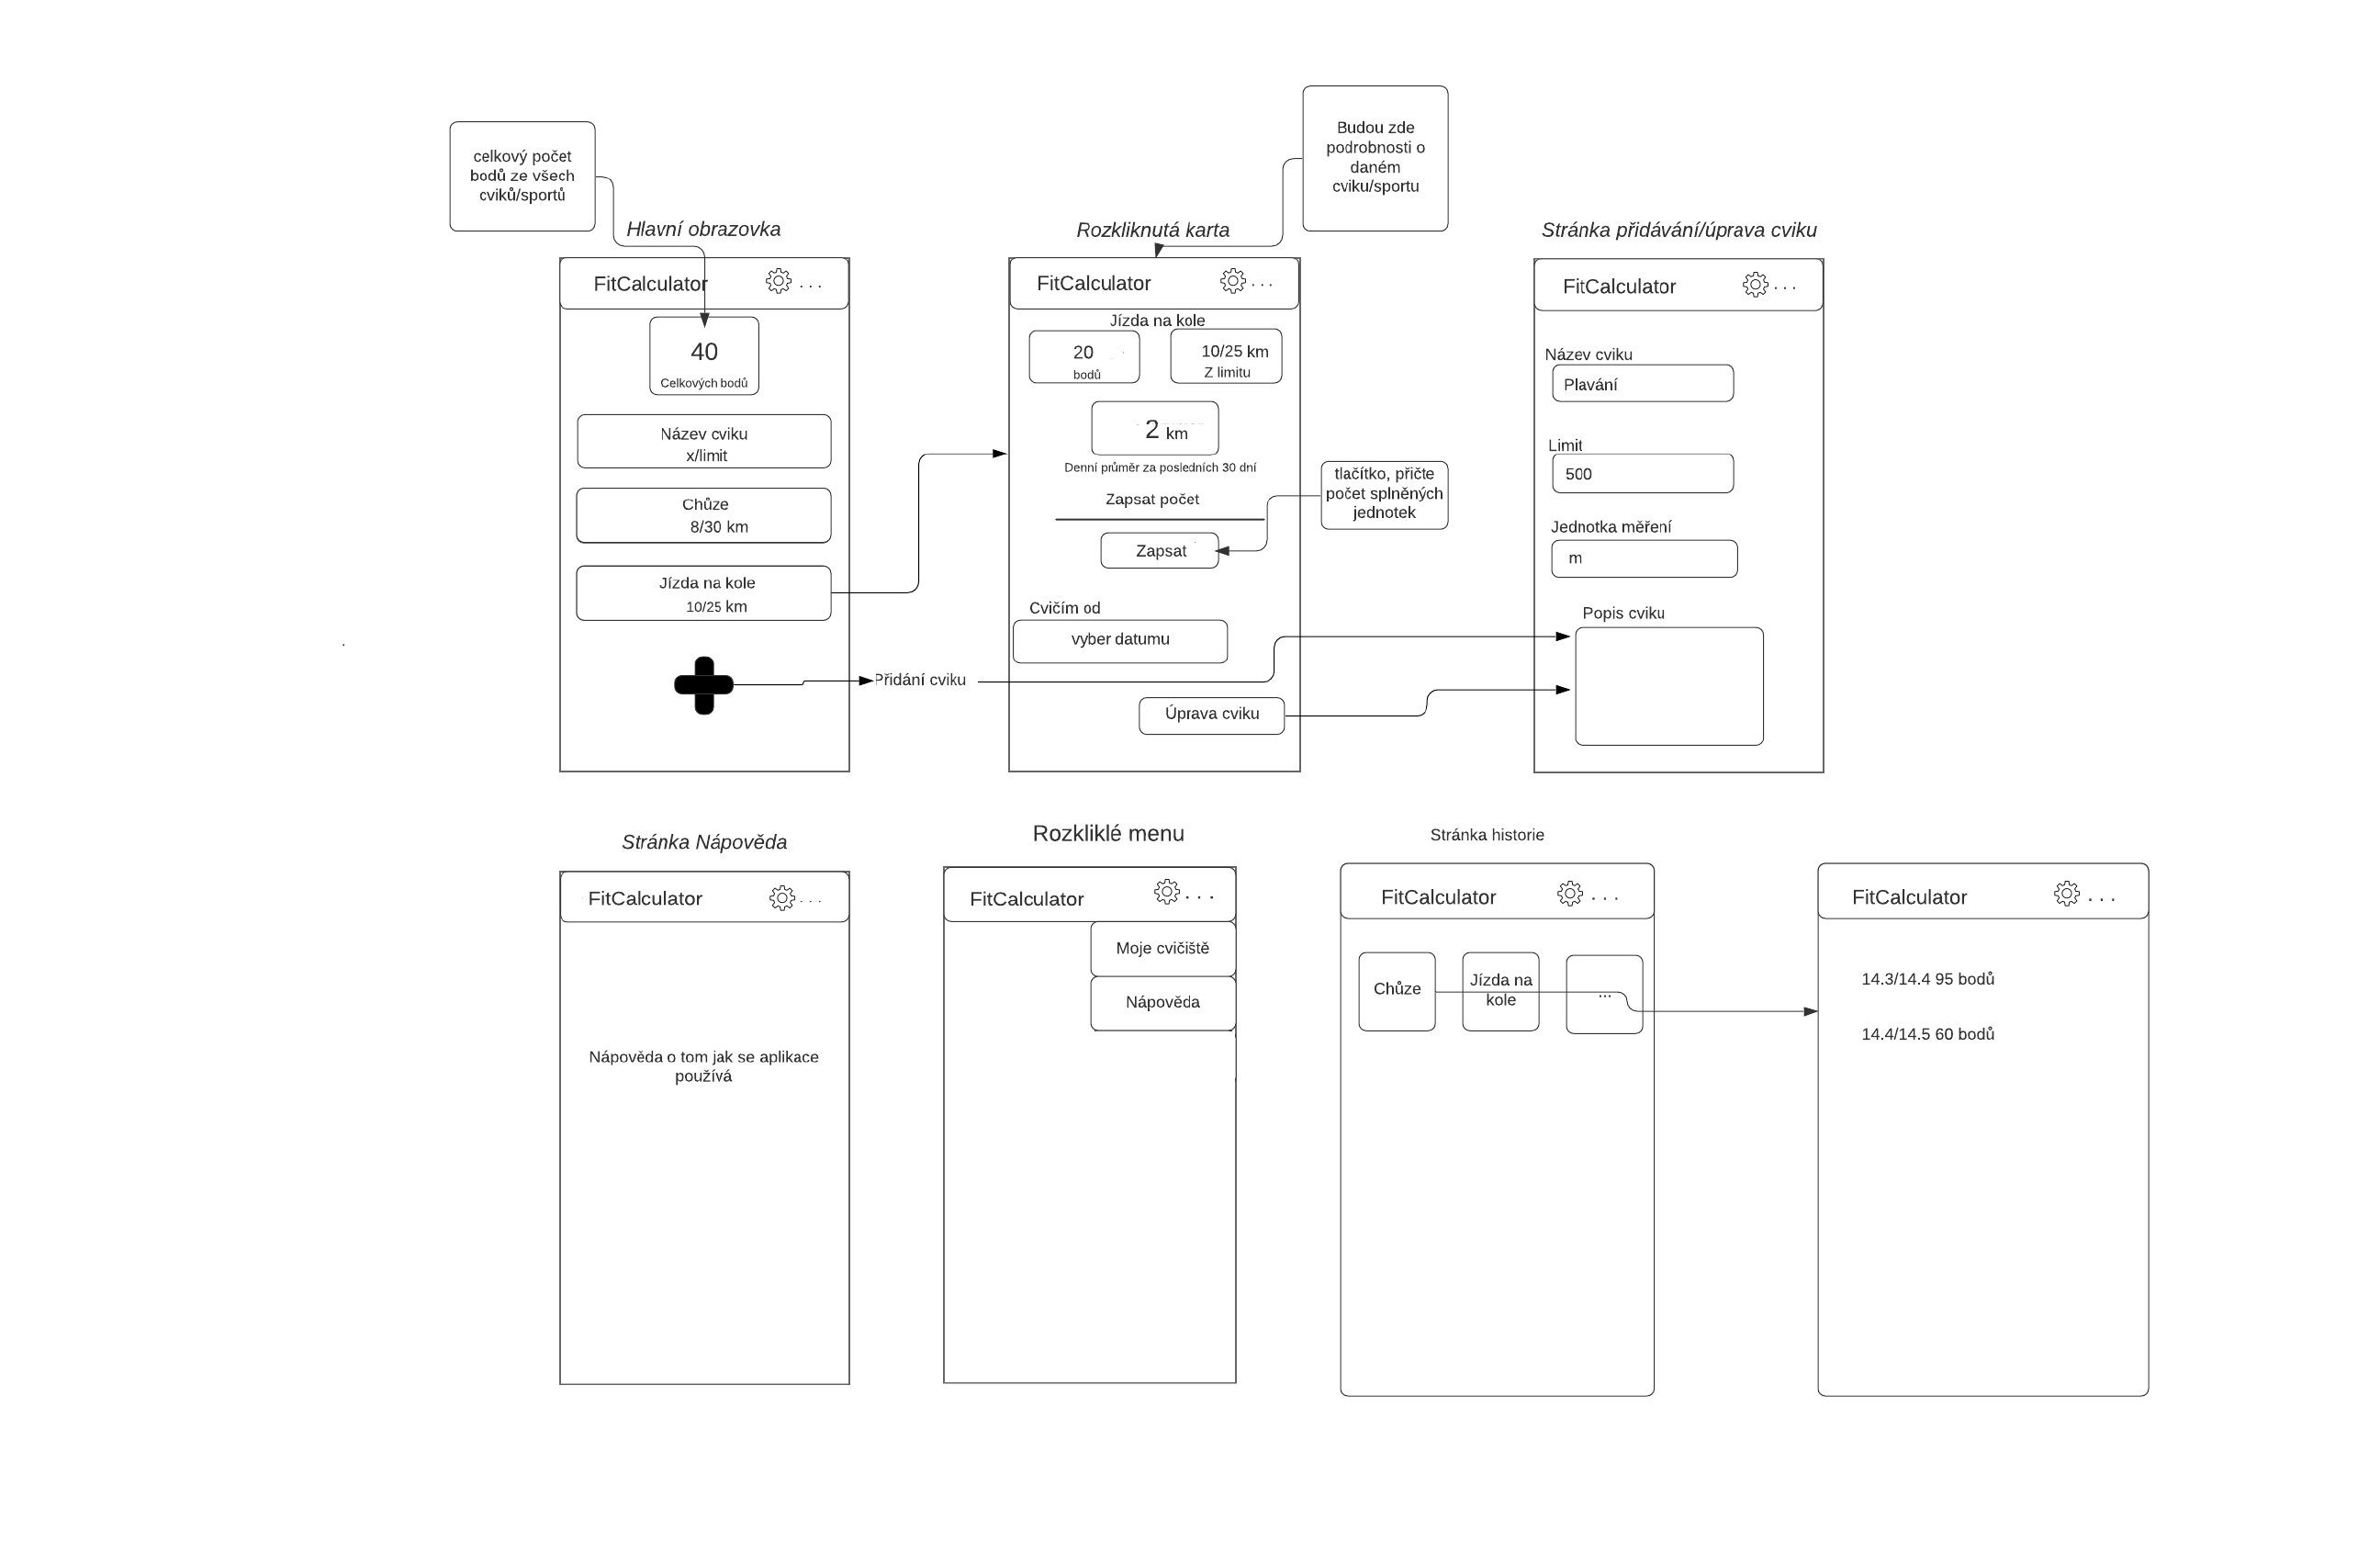 celkový počet
bodů ze všech
cviků/sportů
Budou zde
podrobnosti o
daném
cviku/sportu
Hlavní obrazovka
FitCalculator ...
40
Celkových bodů
Název cviku
x/limit
Chůze
8/30 km
Jízda na kole
10/25 km
Přidání cviku
Rozkliknutá karta
FitCalculator ...
Jízda na kole
20
bodů
10/25 km
Z limitu
2 km
Denní průměr za posledních 30 dní
Zapsat počet
Zapsat
tlačítko, přičte
počet splněných
jednotek
Cvičím od
vyber datumu
Úprava cviku
Stránka přidávání/úprava cviku
FitCalculator ...
Název cviku
Plavání
Limit
500
Jednotka měření
m
Popis cviku
Stránka Nápověda
FitCalculator ...
Nápověda o tom jak se aplikace
používá
Rozkliklé menu
FitCalculator ...
Moje cvičiště
Nápověda
Stránka historie
FitCalculator ...
Chůze
Jízda na
kole
...
FitCalculator ...
14.3/14.4 95 bodů
14.4/14.5 60 bodů